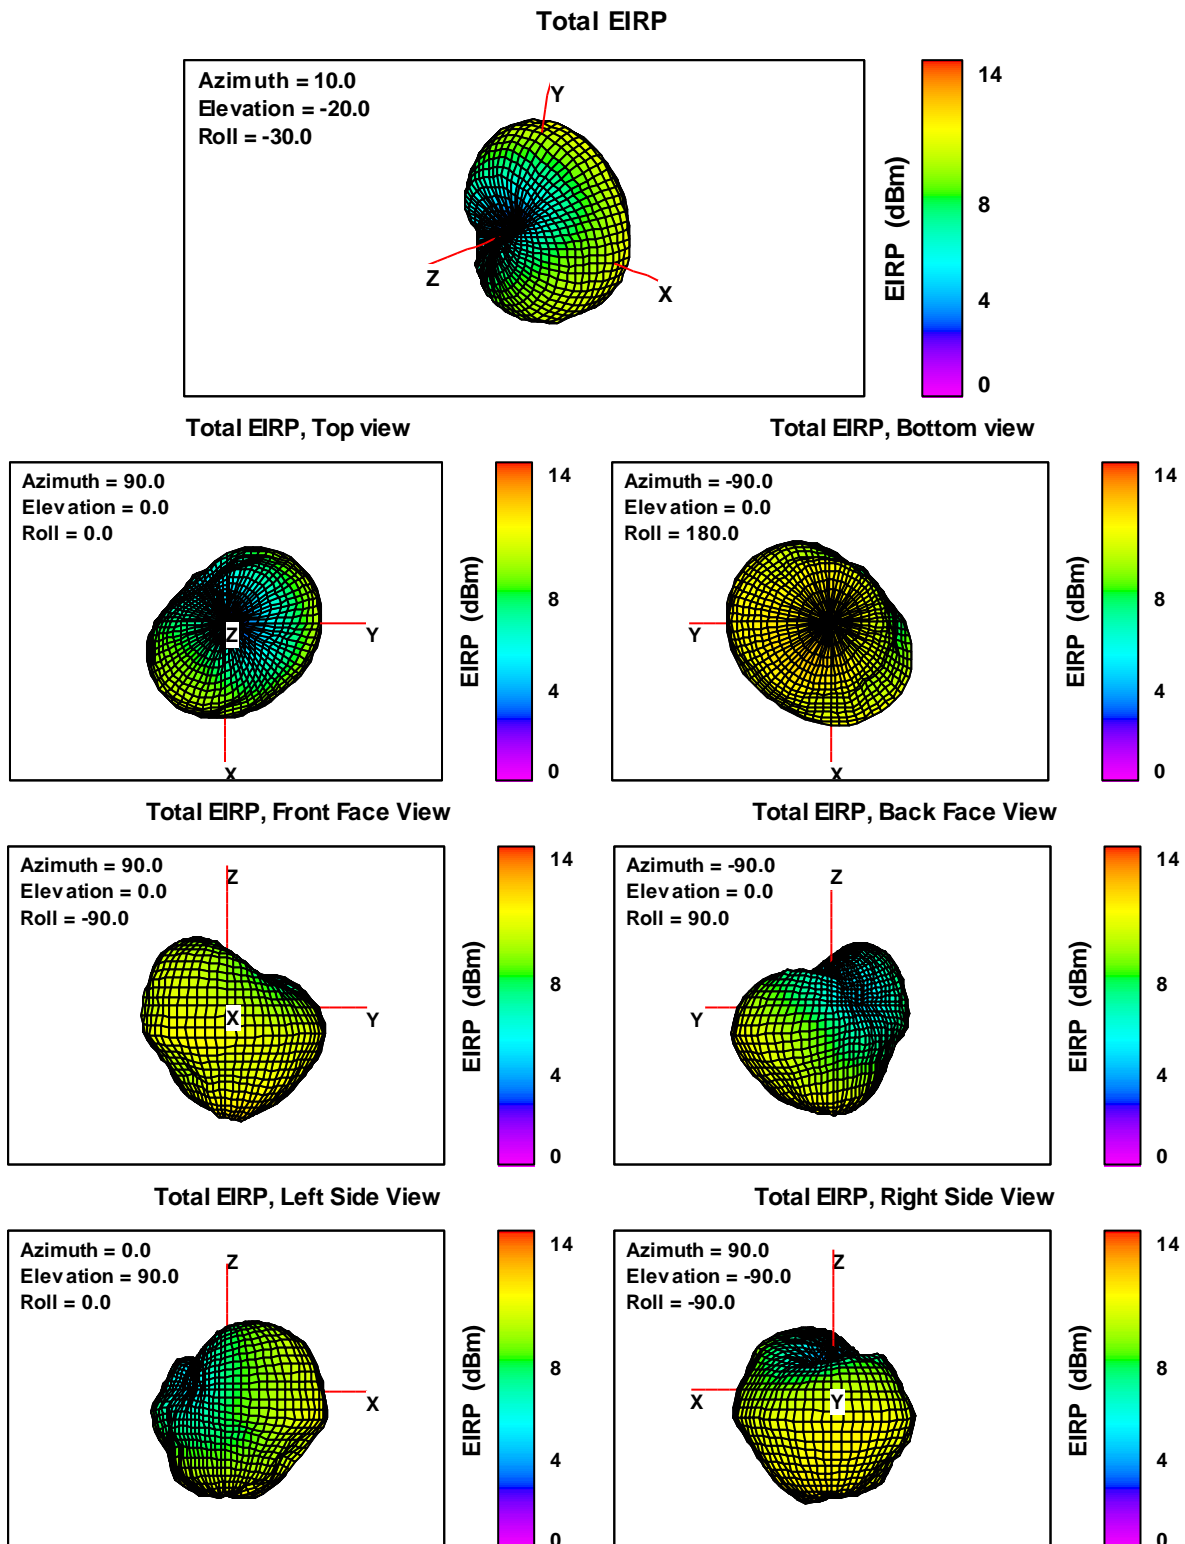 Total EIRP
Azimuth = 10.0
Elevation = -20.0
Roll = -30.0
Y
Z
X
EIRP (dBm)
14
8
4
0
Total EIRP, Top view
Azimuth = 90.0
Elevation = 0.0
Roll = 0.0
Z
Y
X
EIRP (dBm)
14
8
4
0
Total EIRP, Bottom view
Azimuth = -90.0
Elevation = 0.0
Roll = 180.0
Y
X
EIRP (dBm)
14
8
4
0
Total EIRP, Front Face View
Azimuth = 90.0
Elevation = 0.0
Roll = -90.0
Z
X
Y
EIRP (dBm)
14
8
4
0
Total EIRP, Back Face View
Azimuth = -90.0
Elevation = 0.0
Roll = 90.0
Z
Y
EIRP (dBm)
14
8
4
0
Total EIRP, Left Side View
Azimuth = 0.0
Elevation = 90.0
Roll = 0.0
Z
X
EIRP (dBm)
14
8
4
0
Total EIRP, Right Side View
Azimuth = 90.0
Elevation = -90.0
Roll = -90.0
Z
X
Y
EIRP (dBm)
14
8
4
0